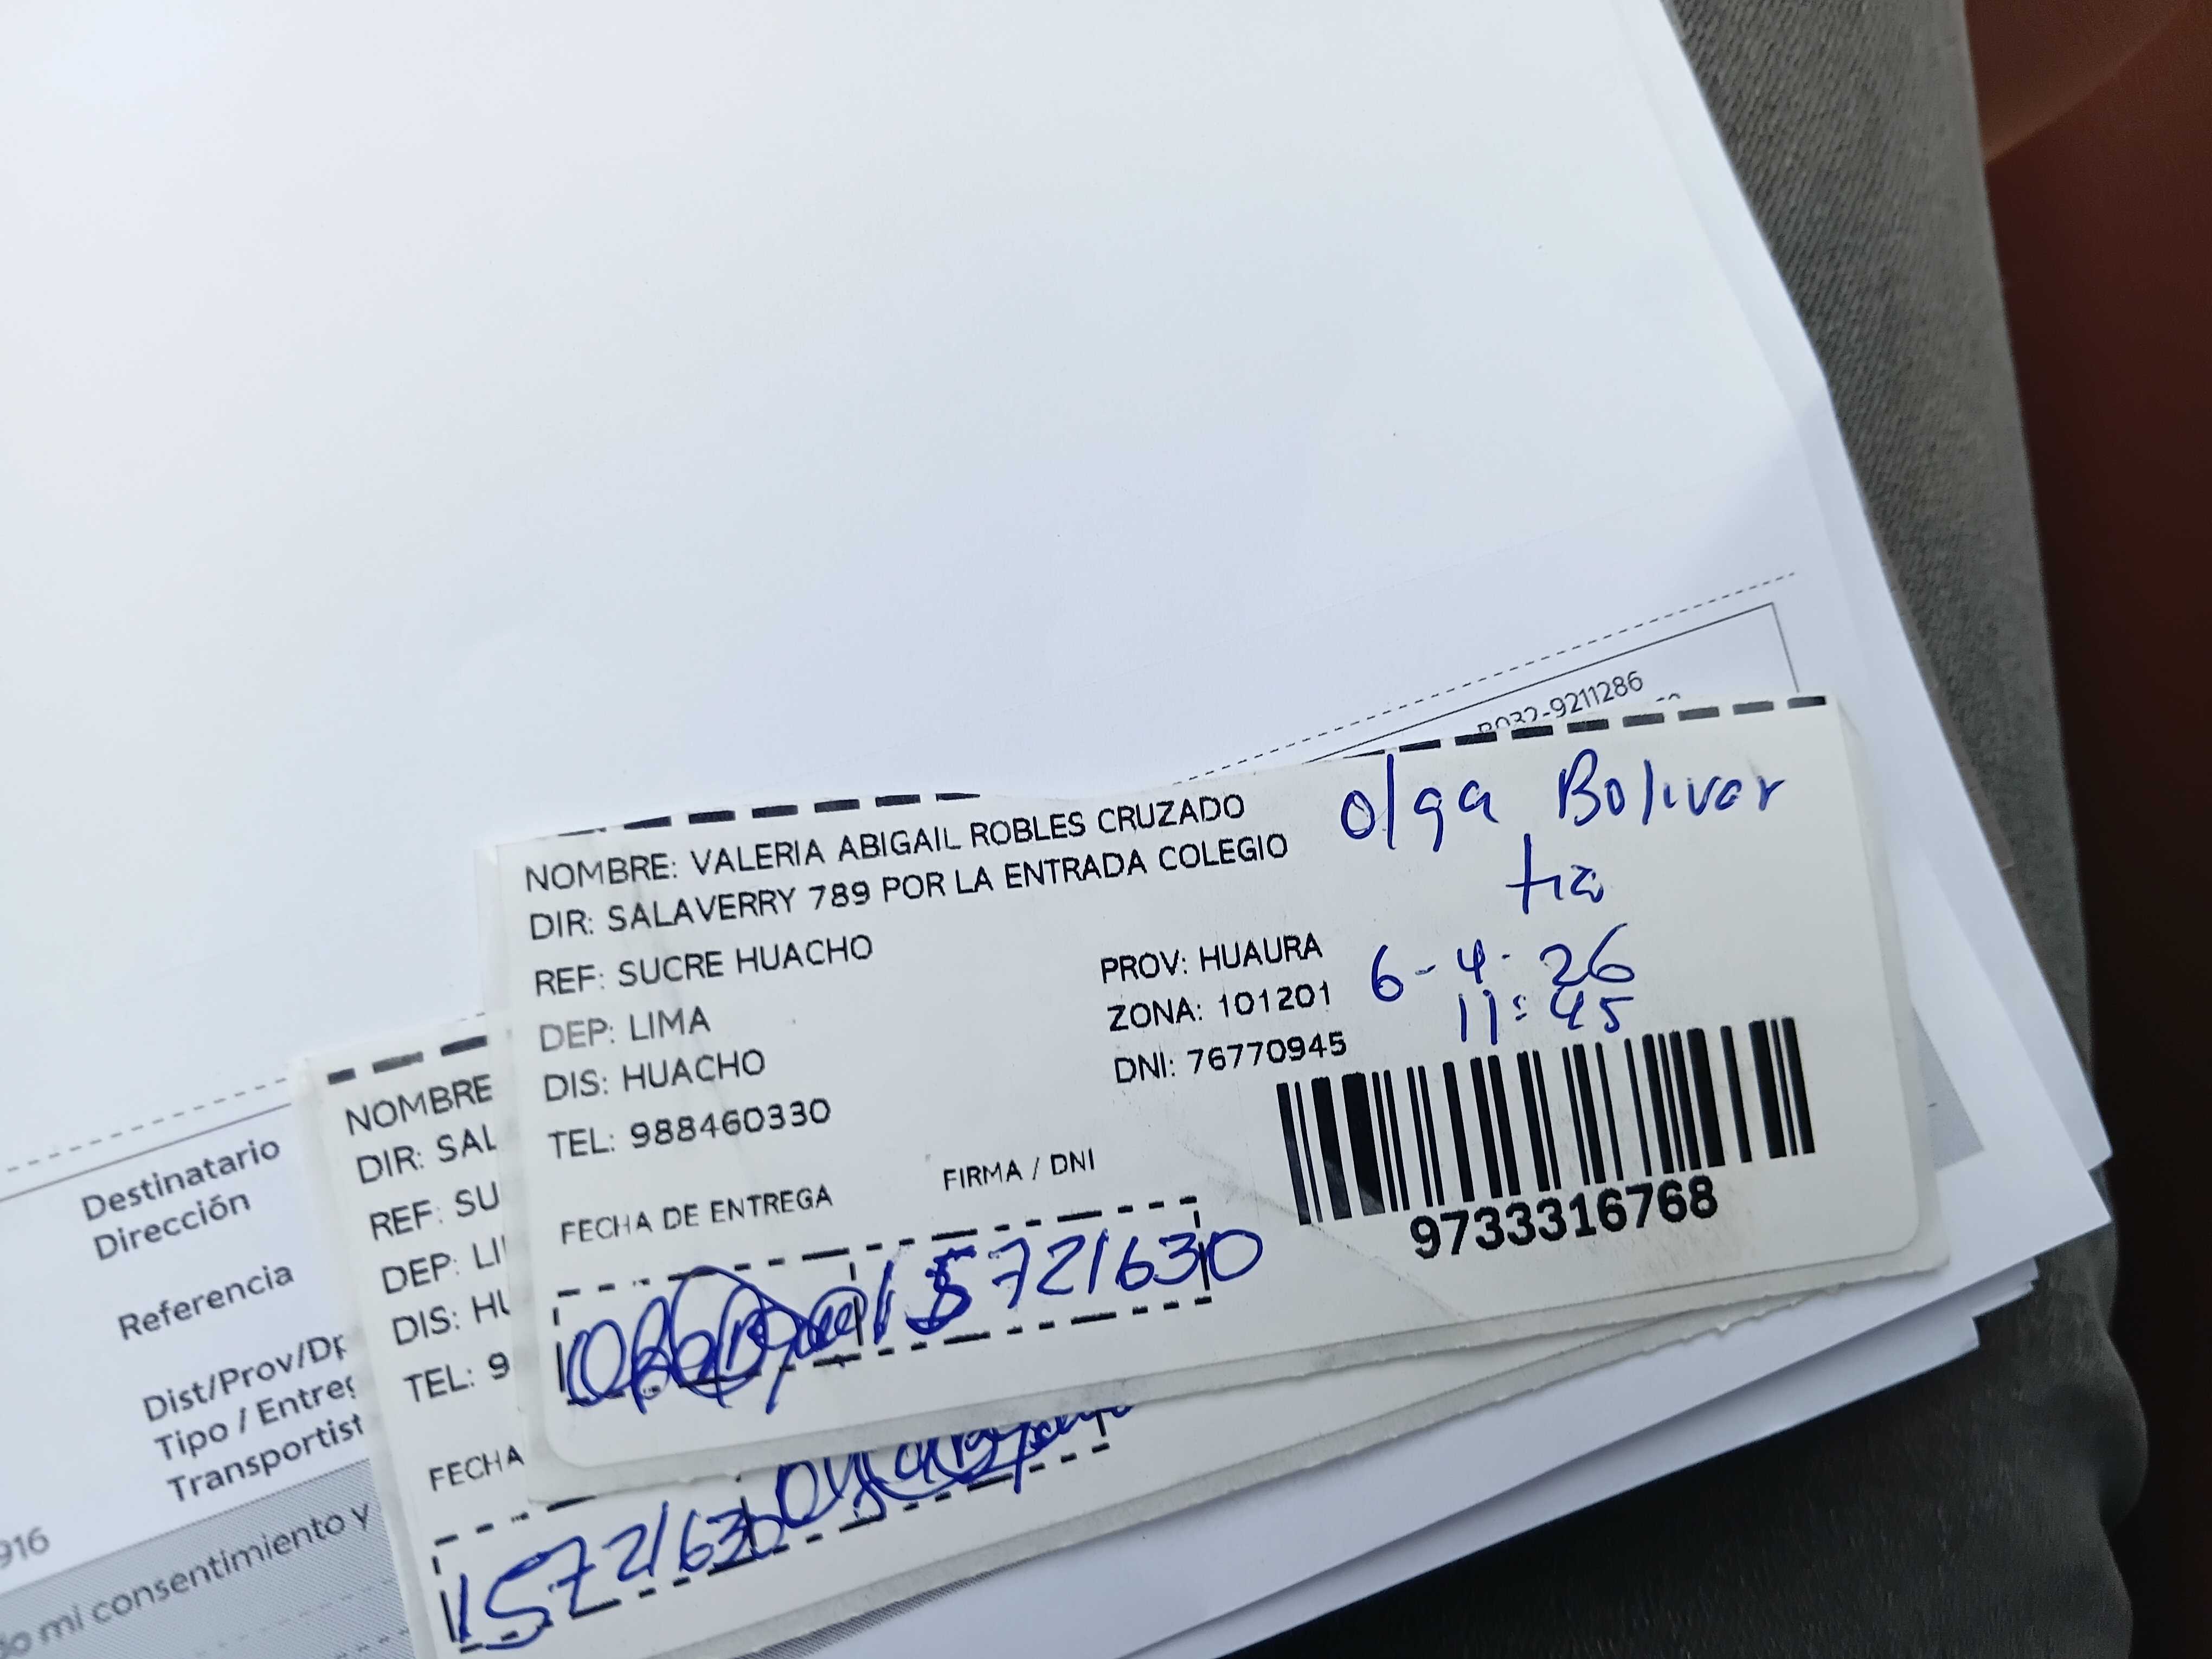 B032-9211286
NOMBRE: VALERIA ABIGAIL ROBLES CRUZADO
DIR: SALAVERRY 789 POR LA ENTRADA COLEGIO
REF: SUCRE HUACHO
DEP: LIMA
DIS: HUACHO
TEL: 988460330
PROV: HUAURA
ZONA: 101201
DNI: 76770945
Olga Bolivar
tia
6-4-26
11:45
FECHA DE ENTREGA
FIRMA / DNI
15721630
9733316768
NOMBRE
DIR: SAL
REF: SU
DEP: LI
DIS: HU
TEL: 9
FECHA
15721630
Destinatario
Dirección
Referencia
Dist/Prov/Dp
Tipo / Entreg
Transportist
916
do mi consentimiento y